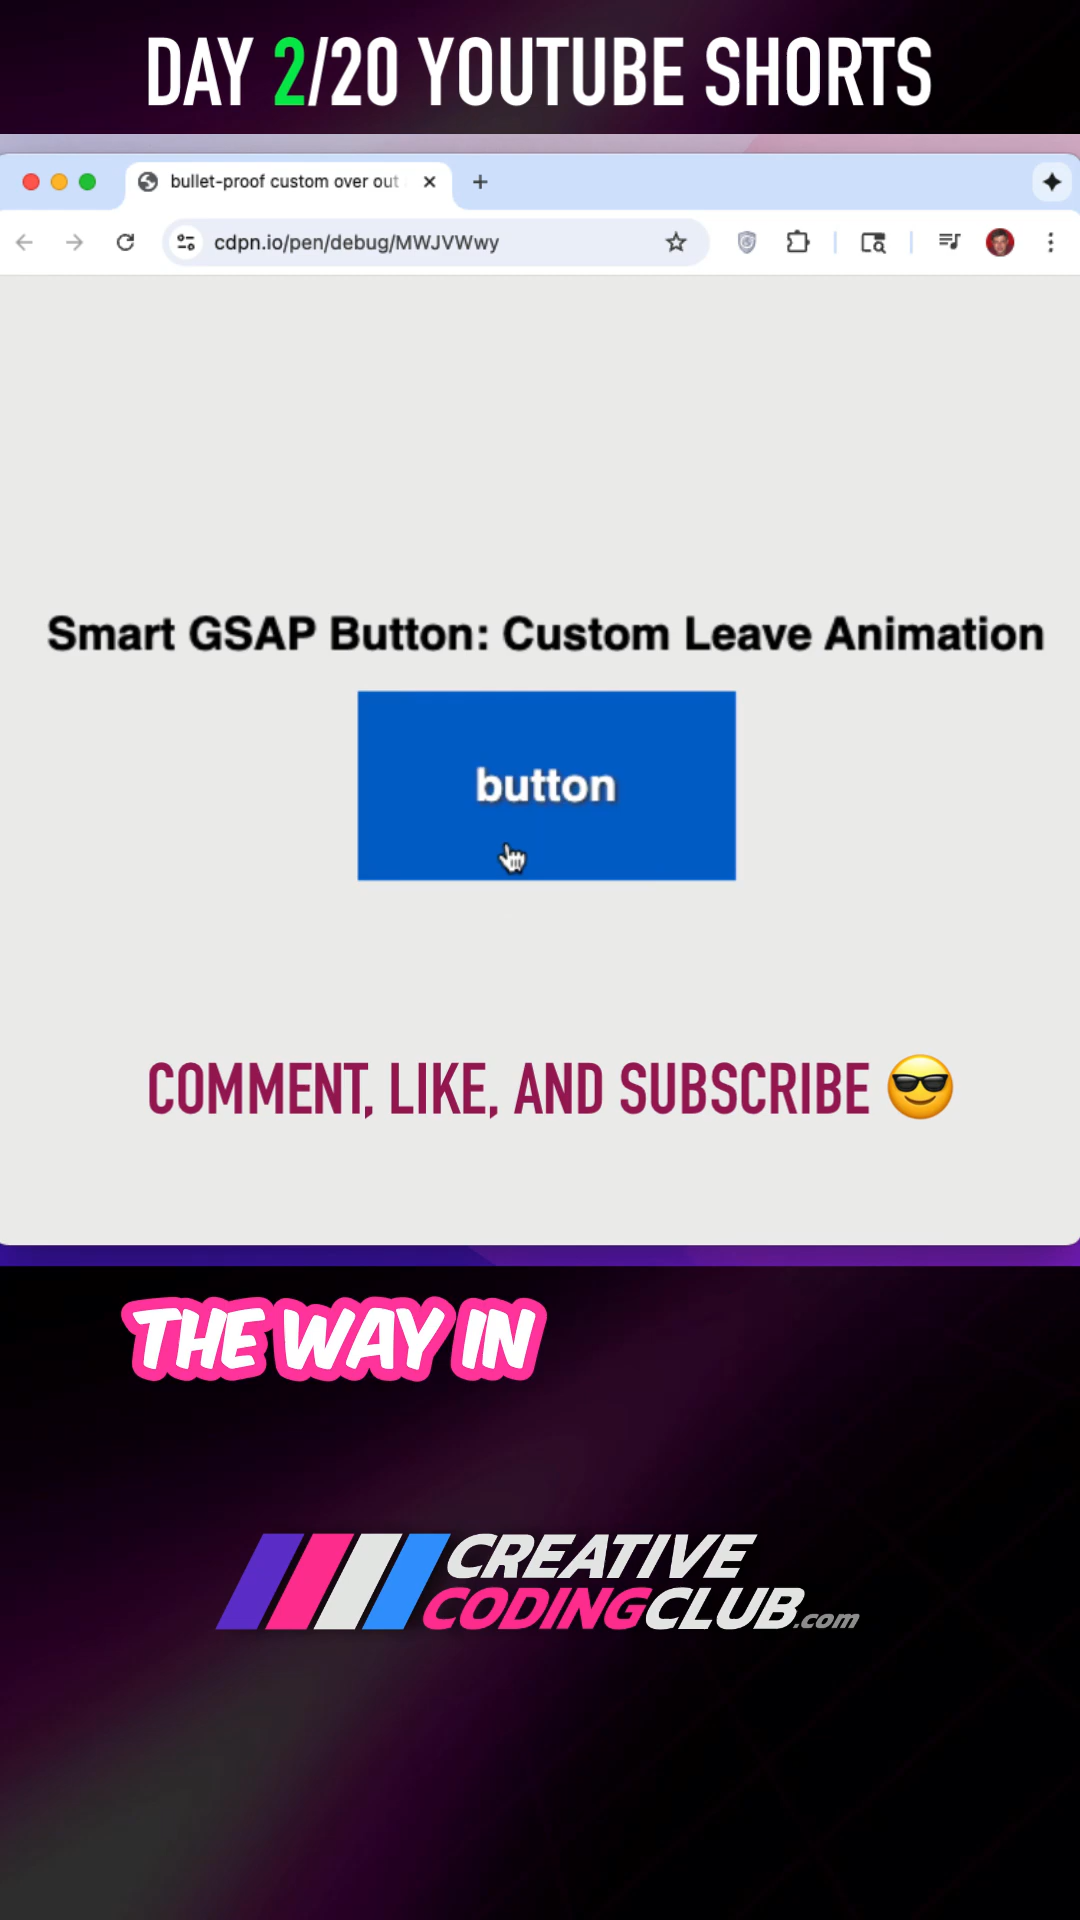 DAY 2/20 YOUTUBE SHORTS
bullet-proof custom over out
cdpn.io/pen/debug/MWJVWwy
Smart GSAP Button: Custom Leave Animation
button
COMMENT, LIKE, AND SUBSCRIBE 😎
THE WAY IN
CREATIVE
CODINGCLUB.com